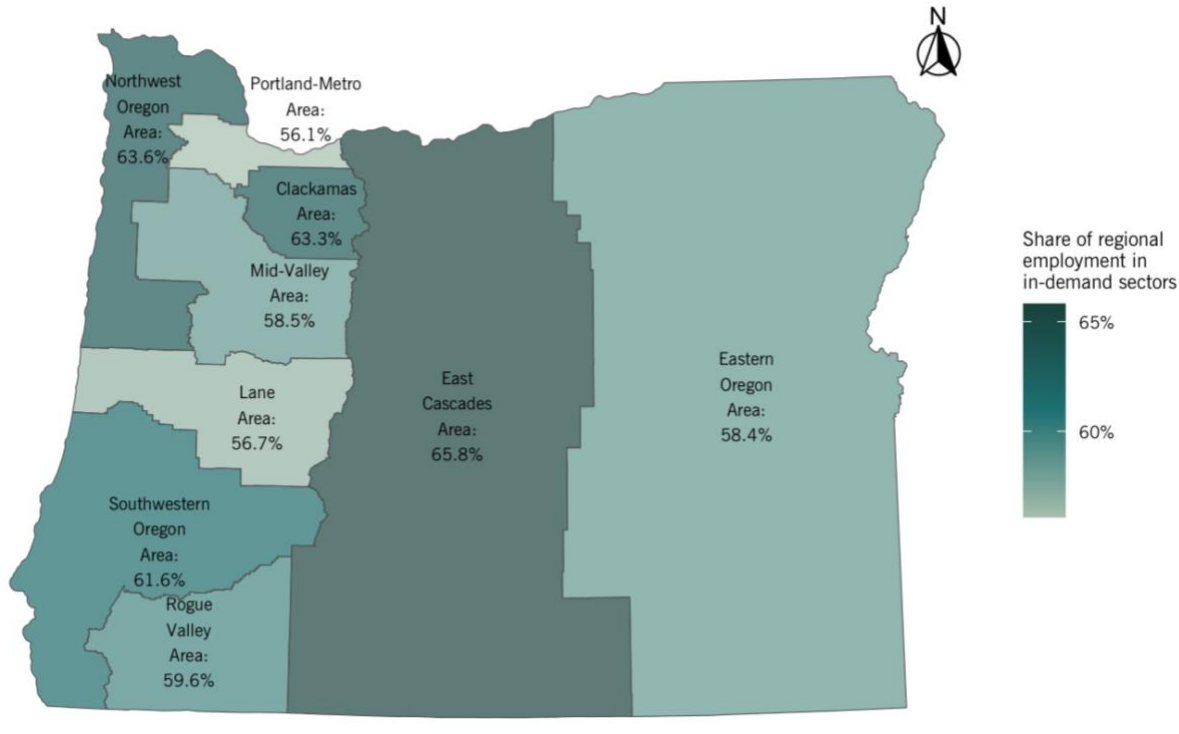 N
Northwest
Oregon
Area:
63.6%
Portland-Metro
Area:
56.1%
Clackamas
Area:
63.3%
Mid-Valley
Area:
58.5%
Lane
Area:
56.7%
East
Cascades
Area:
65.8%
Eastern
Oregon
Area:
58.4%
Southwestern
Oregon
Area:
61.6%
Rogue
Valley
Area:
59.6%
Share of regional
employment in
in-demand sectors
65%
60%